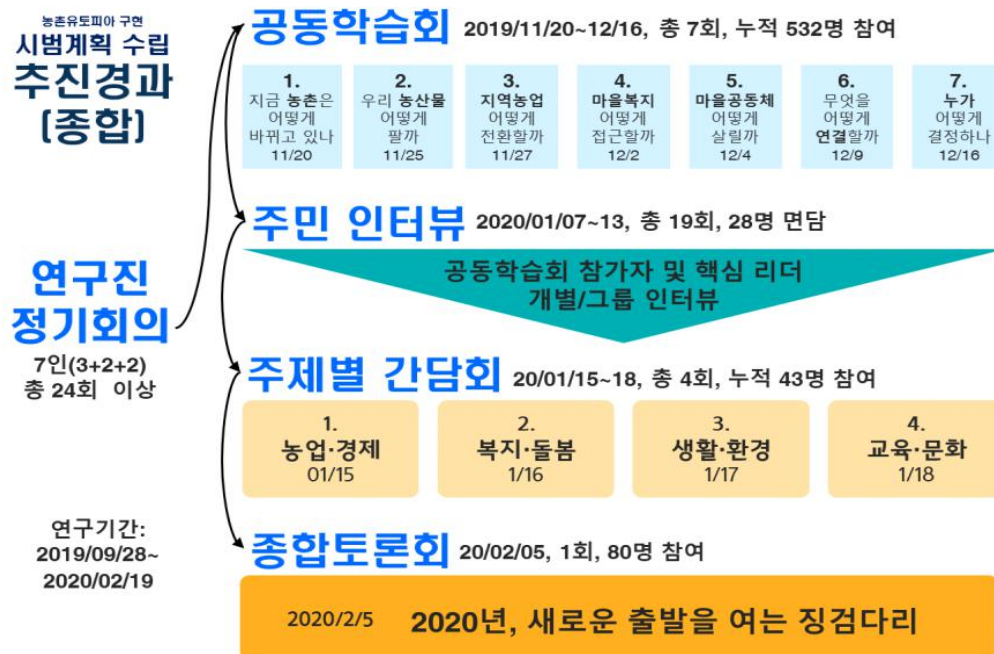 농촌유토피아 구현
시범계획 수립
추진경과
(종합)
공동학습회 2019/11/20~12/16, 총 7회, 누적 532명 참여
1.
지금 농촌은
어떻게
바뀌고 있나
11/20
2.
우리 농산물
어떻게
팔까
11/25
3.
지역농업
어떻게
전환할까
11/27
4.
마을복지
어떻게
접근할까
12/2
5.
마을공동체
어떻게
살릴까
12/4
6.
무엇을
어떻게
연결할까
12/9
7.
누가
어떻게
결정하나
12/16
주민 인터뷰 2020/01/07~13, 총 19회, 28명 면담
공동학습회 참가자 및 핵심 리더
개별/그룹 인터뷰
연구진
정기회의
7인(3+2+2)
총 24회 이상
주제별 간담회 20/01/15~18, 총 4회, 누적 43명 참여
1.
농업·경제
01/15
2.
복지·돌봄
1/16
3.
생활·환경
1/17
4.
교육·문화
1/18
연구기간:
2019/09/28~
2020/02/19
종합토론회 20/02/05, 1회, 80명 참여
2020/2/5 2020년, 새로운 출발을 여는 징검다리